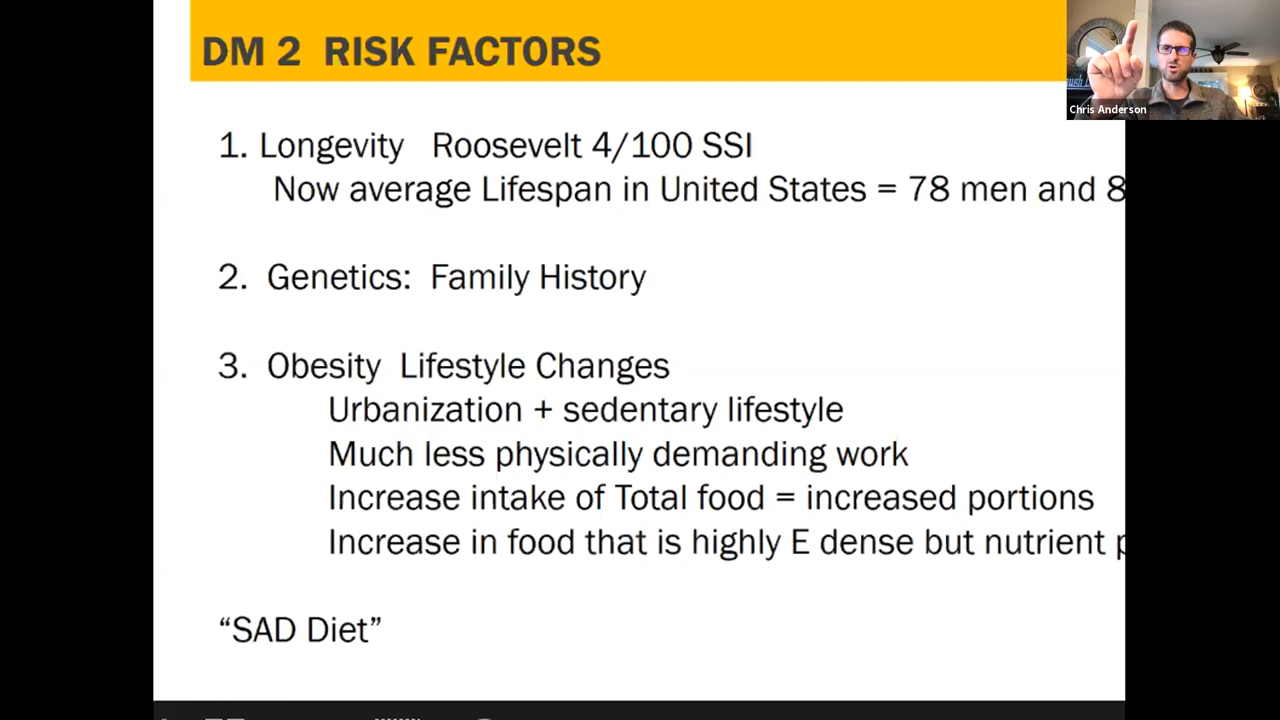 DM 2 RISK FACTORS
Chris Anderson
1. Longevity Roosevelt 4/100 SSI
Now average Lifespan in United States = 78 men and 8
2. Genetics: Family History
3. Obesity Lifestyle Changes
Urbanization + sedentary lifestyle
Much less physically demanding work
Increase intake of Total food = increased portions
Increase in food that is highly E dense but nutrient p
“SAD Diet”